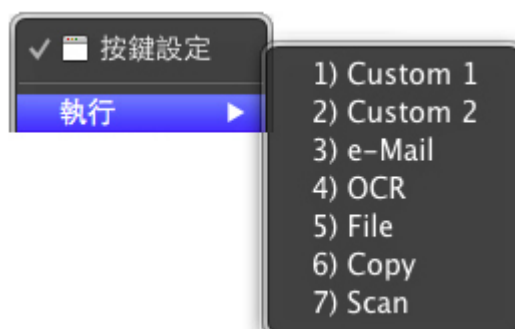 按鍵設定
執行
1) Custom 1
2) Custom 2
3) e-Mail
4) OCR
5) File
6) Copy
7) Scan